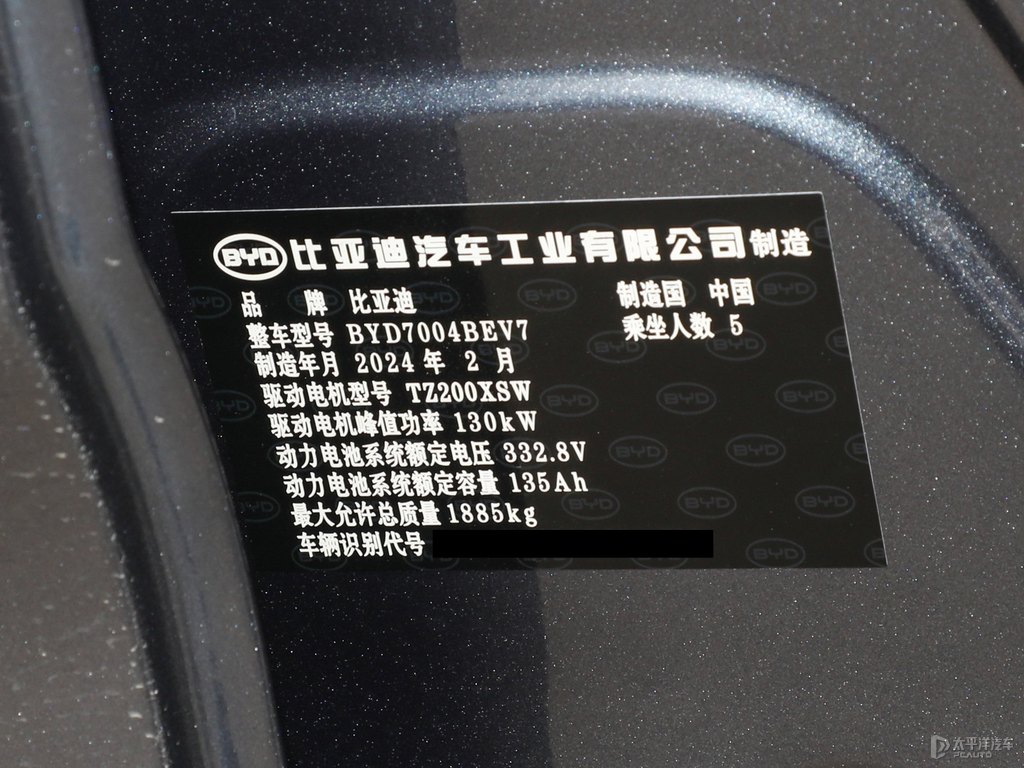 BYD 比亚迪汽车工业有限公司制造
品 牌 比亚迪 制造国 中国
整车型号 BYD7004BEV7 乘坐人数 5
制造年月 2024 年 2 月
驱动电机型号 TZ200XSW
驱动电机峰值功率 130kW
动力电池系统额定电压 332.8V
动力电池系统额定容量 135Ah
最大允许总质量 1885kg
车辆识别代号
太平洋汽车
PCAUTO